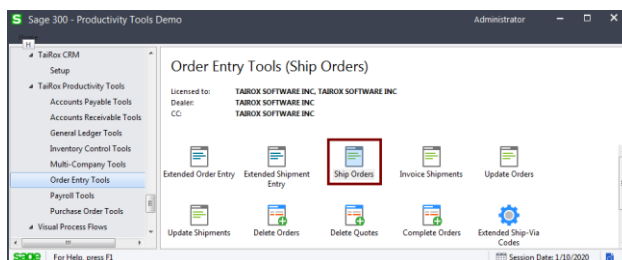 S Sage 300 - Productivity Tools Demo
Administrator
H
TaiRox CRM
Setup
TaiRox Productivity Tools
Accounts Payable Tools
Accounts Receivable Tools
General Ledger Tools
Inventory Control Tools
Multi-Company Tools
Order Entry Tools
Payroll Tools
Purchase Order Tools
Visual Process Flows
Order Entry Tools (Ship Orders)
Licensed to: TAIROX SOFTWARE INC, TAIROX SOFTWARE INC
Dealer: TAIROX SOFTWARE INC
CC: TAIROX SOFTWARE INC
Extended Order Entry
Extended Shipment
Entry
Ship Orders
Invoice Shipments
Update Orders
Update Shipments
Delete Orders
Delete Quotes
Complete Orders
Extended Ship-Via
Codes
sage For Help, press F1
Session Date: 1/10/2020